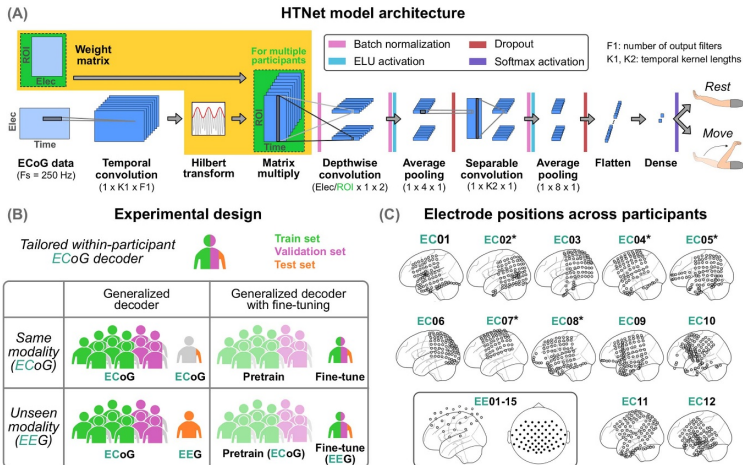 (A) HTNet model architecture
ROI
Elec
Weight
matrix
For multiple
participants
Batch normalization
ELU activation
Dropout
Softmax activation
F1: number of output filters
K1, K2: temporal kernel lengths
Elec
Time
ROI
Time
Rest
Move
ECoG data
(Fs = 250 Hz)
Temporal
convolution
(1 x K1 x F1)
Hilbert
transform
Matrix
multiply
Depthwise convolution
(Elec/ROI x 1 x 2)
Average
pooling
(1 x 4 x 1)
Separable
convolution
(1 x K2 x 1)
Average
pooling
(1 x 8 x 1)
Flatten
Dense
(B) Experimental design
Tailored within-participant
ECoG decoder
Train set
Validation set
Test set
Generalized
decoder
Generalized decoder
with fine-tuning
Same
modality
(ECoG)
ECoG
ECoG
Pretrain
Fine-tune
Unseen
modality
(EEG)
ECoG
EEG
Pretrain (ECoG)
Fine-tune
(EEG)
(C) Electrode positions across participants
EC01
EC02*
EC03
EC04*
EC05*
EC06
EC07*
EC08*
EC09
EC10
EE01-15
EC11
EC12